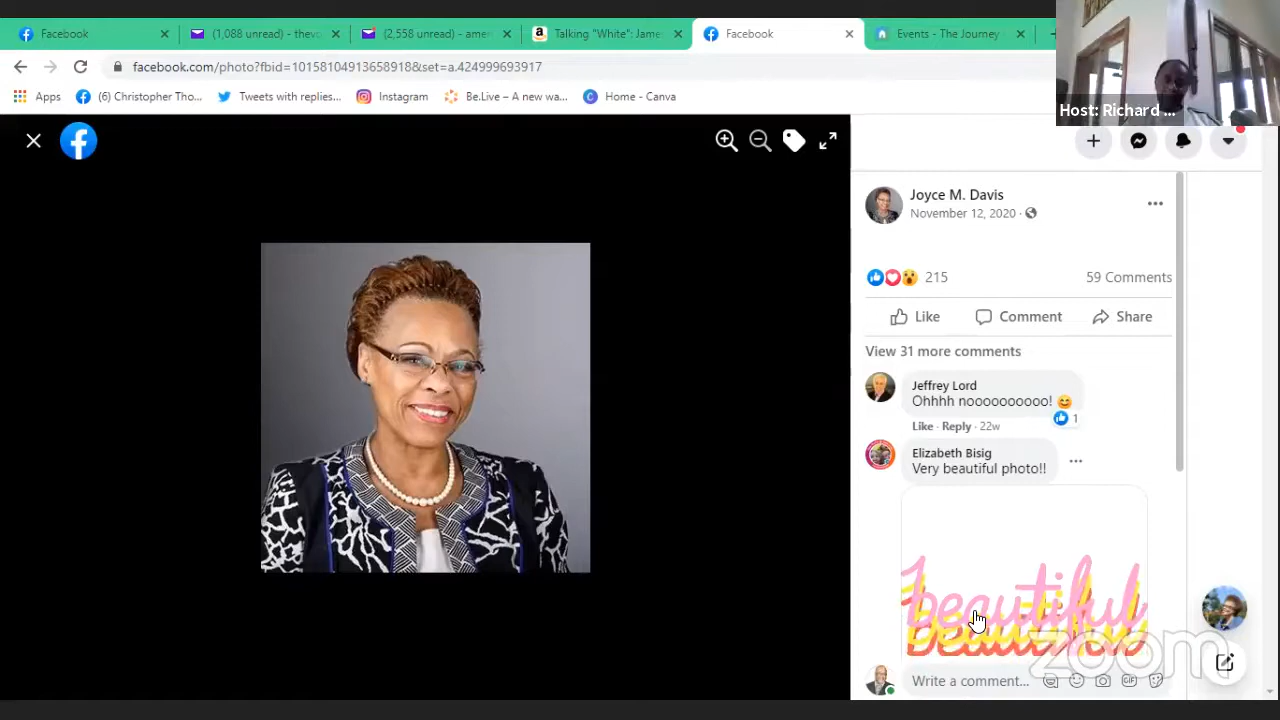 Facebook
(1,088 unread) - thevo
(2,558 unread) - amer
Talking "White": Jame
Facebook
Events - The Journey
facebook.com/photo?fbid=10158104913658918&set=a.424999693917
Apps
(6) Christopher Tho...
Tweets with replies...
Instagram
Be.Live – A new wa...
Home - Canva
Host: Richard ...
Joyce M. Davis
November 12, 2020 ·
215
59 Comments
Like
Comment
Share
View 31 more comments
Jeffrey Lord
Ohhhh noooooooooo!
1
Like · Reply · 22w
Elizabeth Bisig
Very beautiful photo!!
beautiful
zoom
Write a comment...
GIF